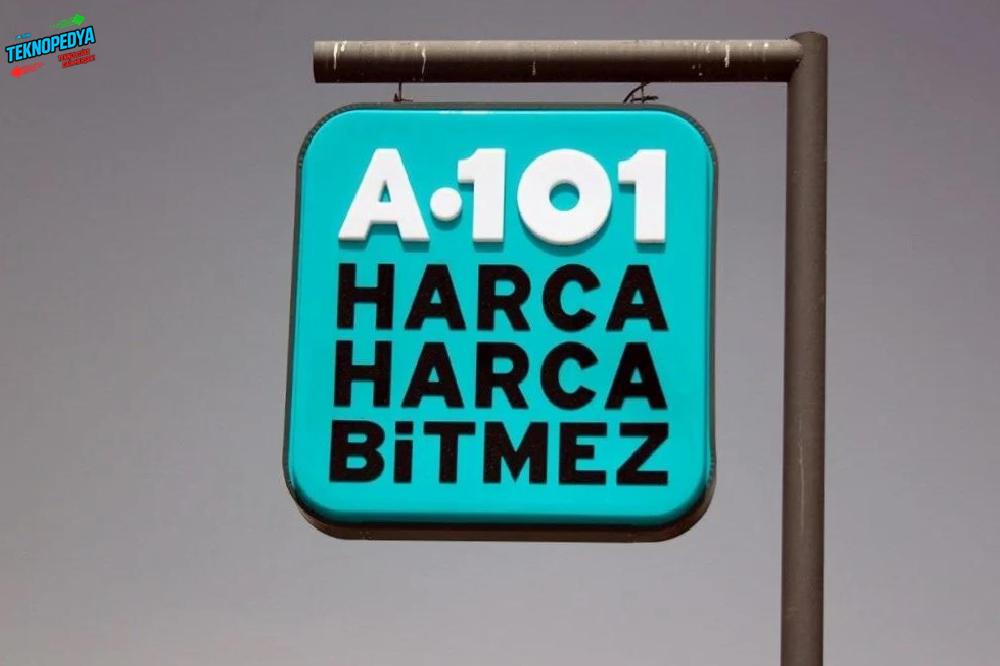 TEKNOPEDYA
A•101
HARCA
HARCA
BiTMEZ